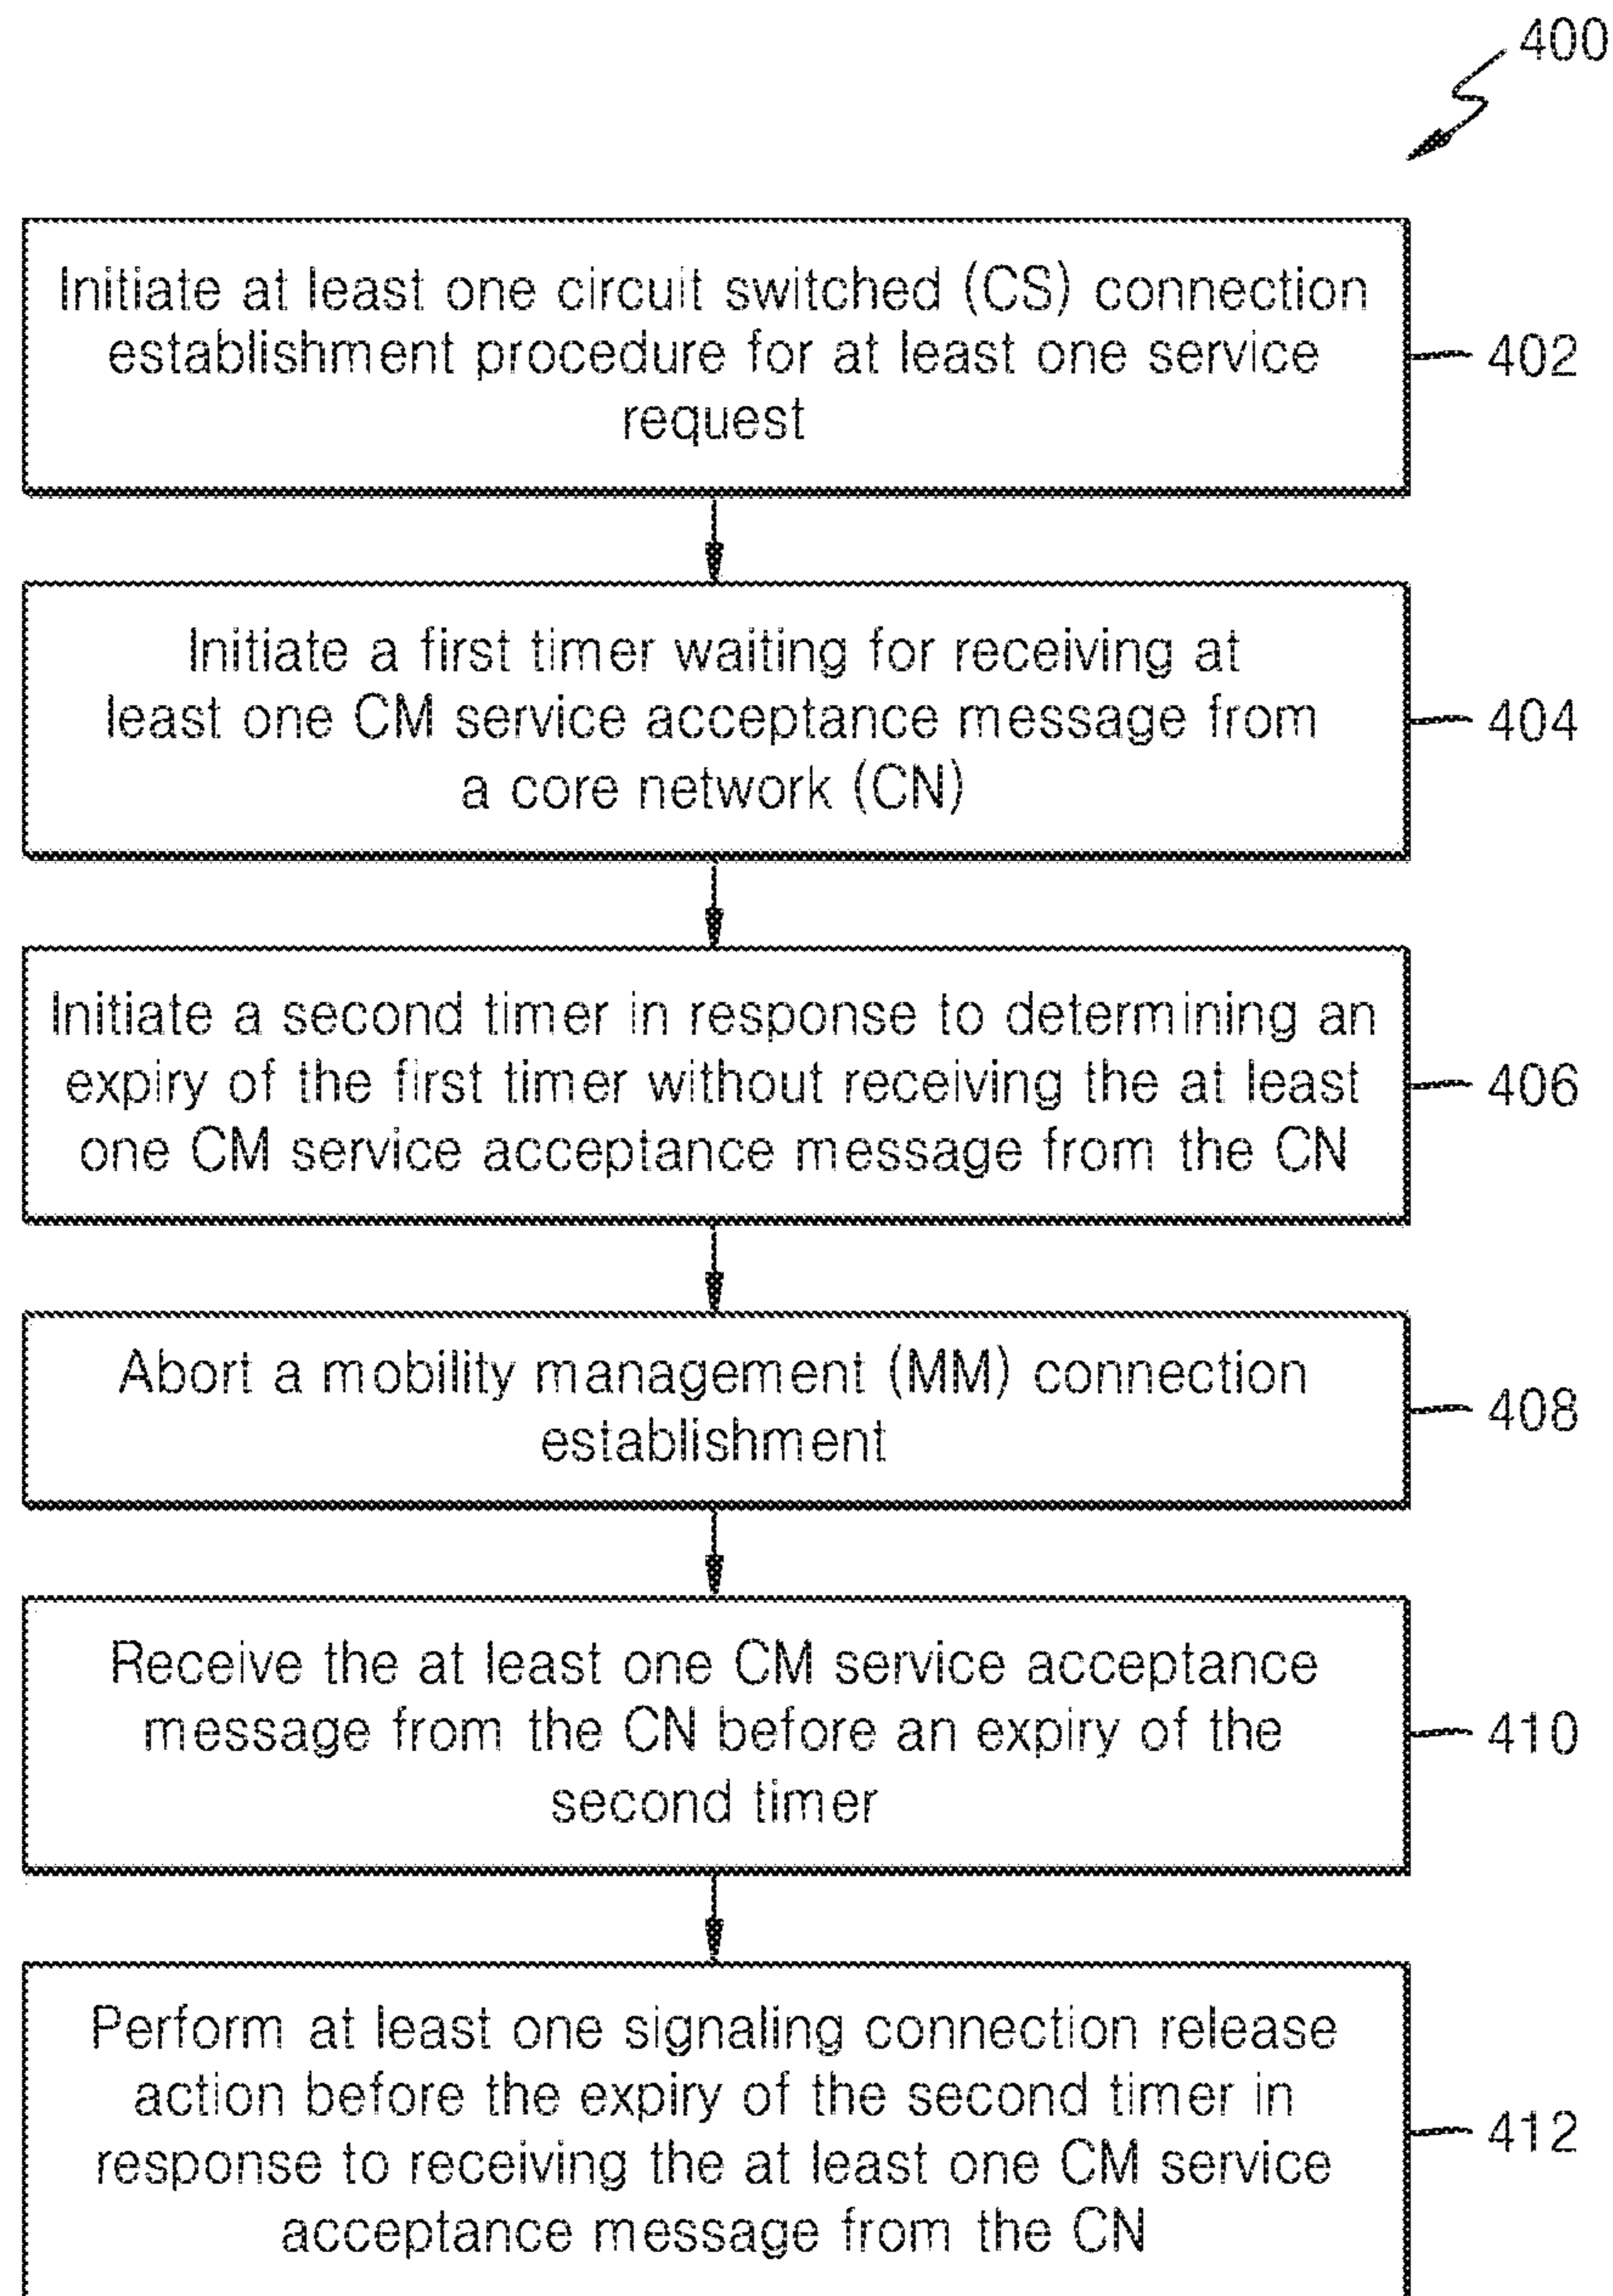 400
Initiate at least one circuit switched (CS) connection
establishment procedure for at least one service
request
402
Initiate a first timer waiting for receiving at
least one CM service acceptance message from
a core network (CN)
404
Initiate a second timer in response to determining an
expiry of the first timer without receiving the at least
one CM service acceptance message from the CN
406
Abort a mobility management (MM) connection
establishment
408
Receive the at least one CM service acceptance
message from the CN before an expiry of the
second timer
410
Perform at least one signaling connection release
action before the expiry of the second timer in
response to receiving the at least one CM service
acceptance message from the CN
412